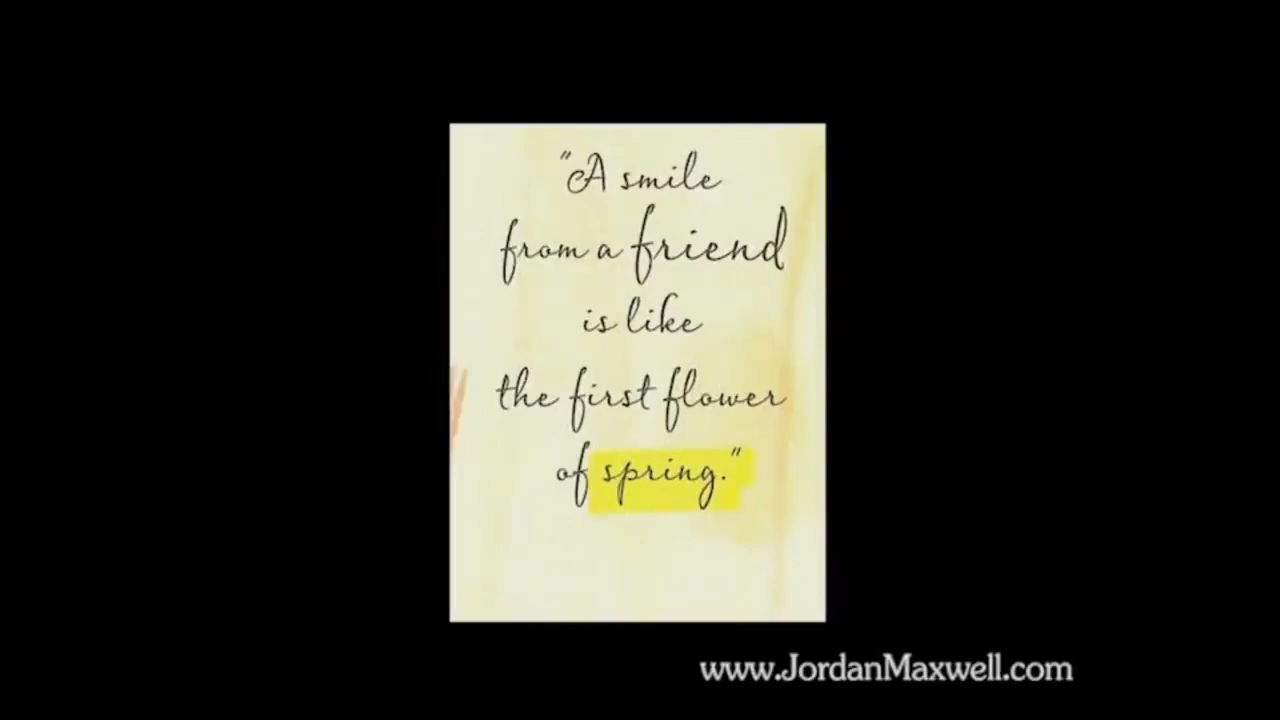 "A smile
from a friend
is like
the first flower
of spring."
www.JordanMaxwell.com